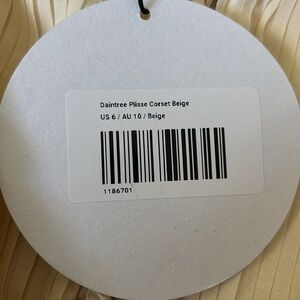 Daintree Plisse Corset Beige
US 6 / AU 10 / Beige
1186701